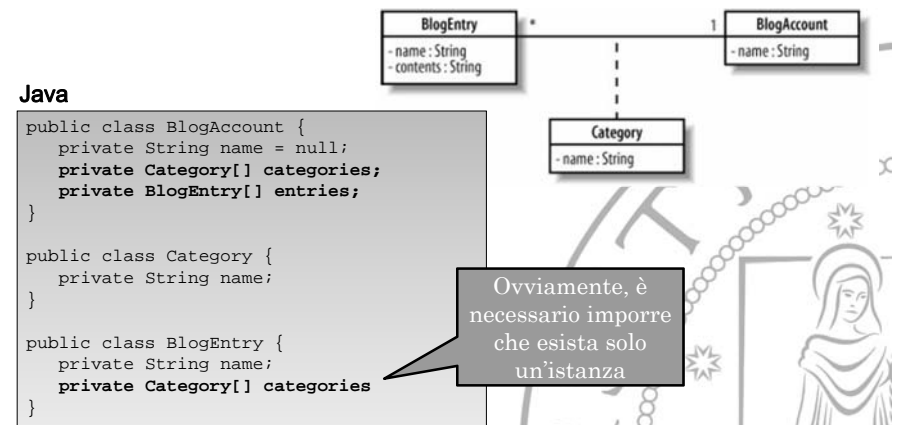 BlogEntry
- name : String
- contents : String
*
1
BlogAccount
- name : String
Category
- name : String
Java
public class BlogAccount {
private String name = null;
private Category[] categories;
private BlogEntry[] entries;
}
public class Category {
private String name;
}
public class BlogEntry {
private String name;
private Category[] categories
}
Ovviamente, è
necessario imporre
che esista solo
un'istanza